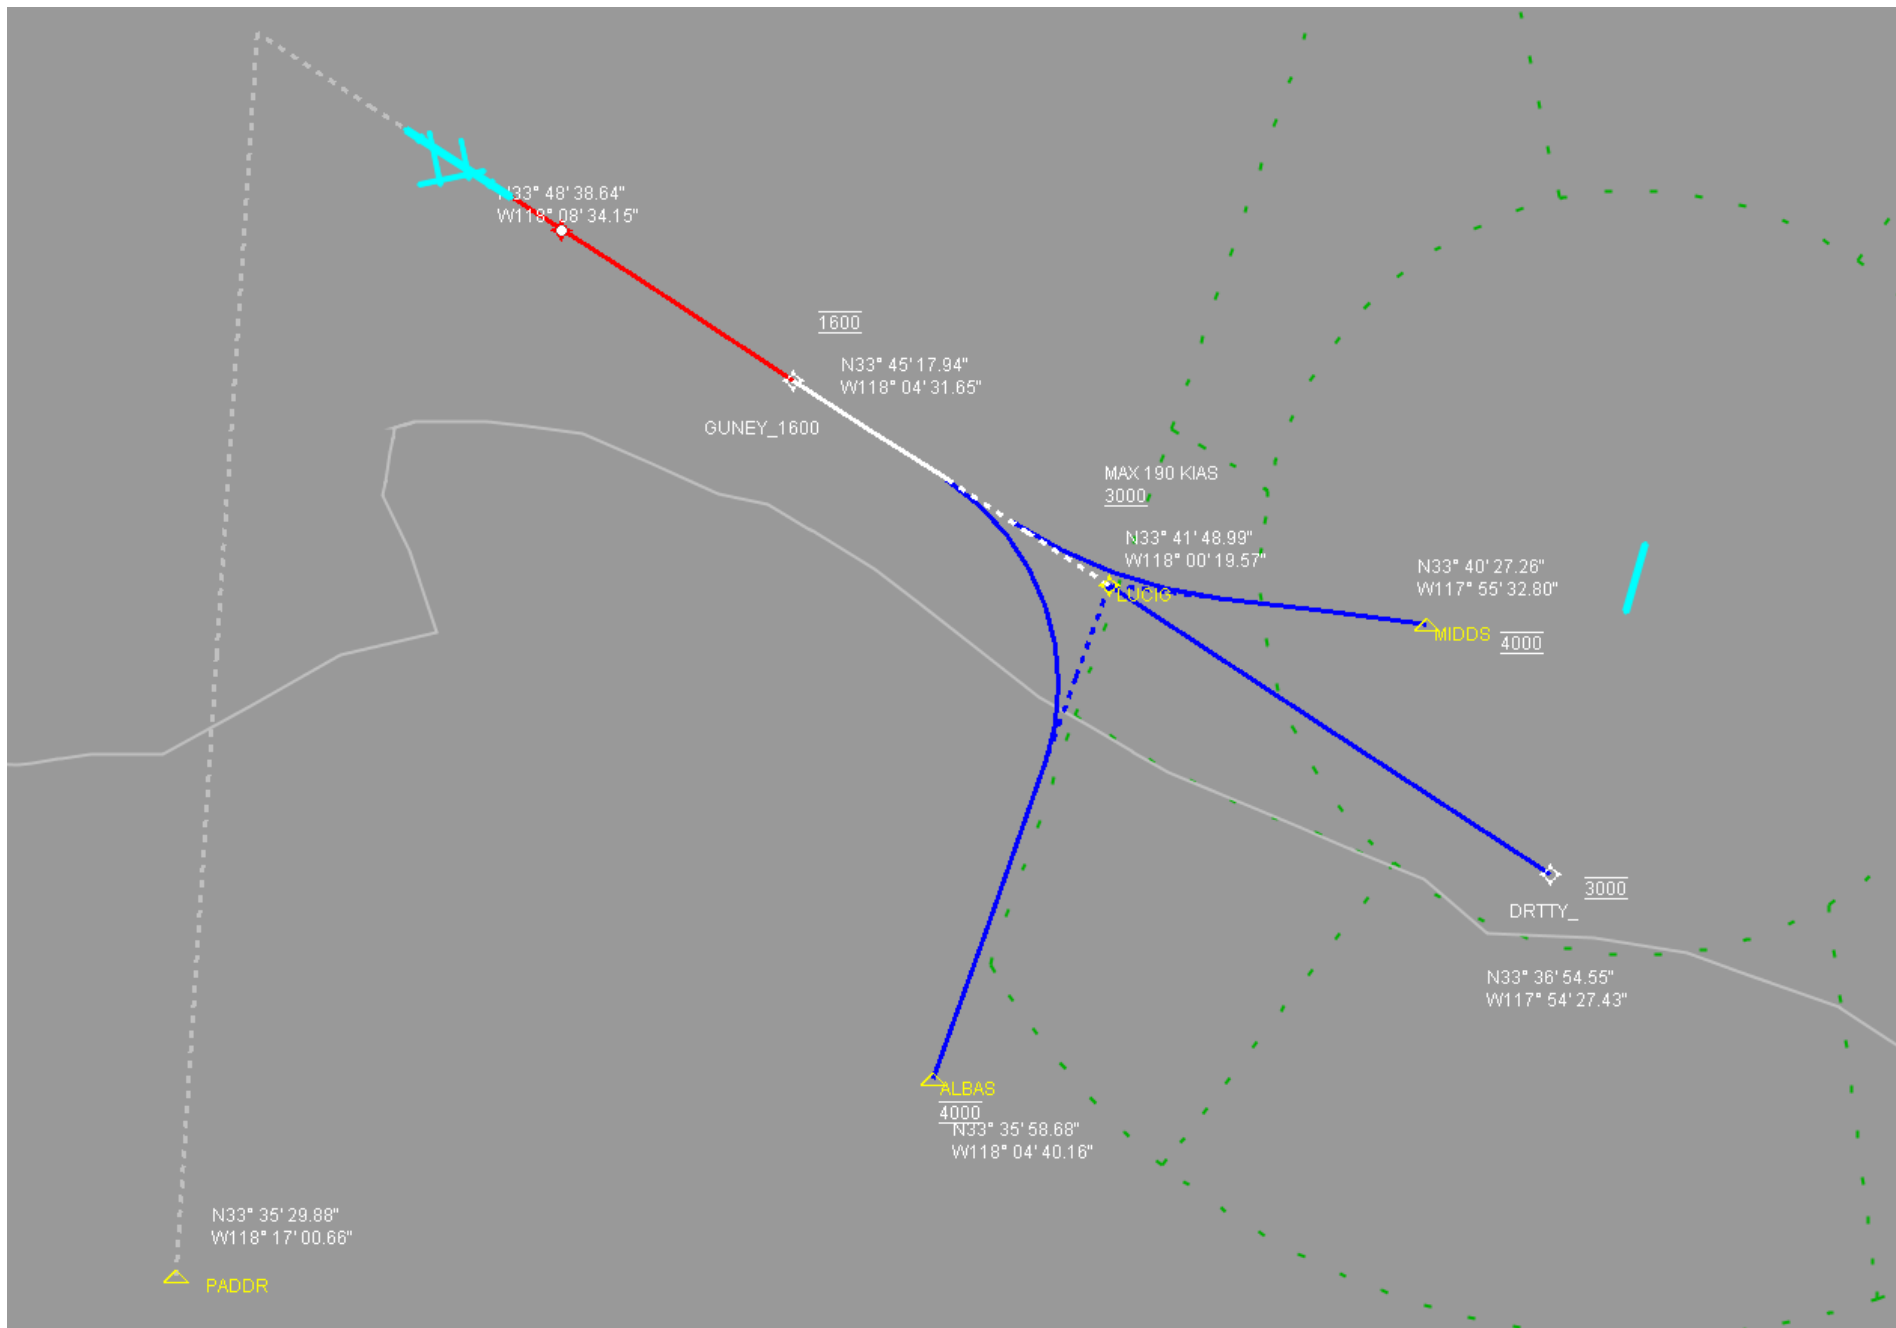 N33° 48' 38.64"
W118° 08' 34.15"
1600
N33° 45' 17.94"
W118° 04' 31.65"
GUNEY_1600
MAX 190 KIAS
3000
N33° 41' 48.99"
W118° 00' 19.57"
LUCIG
N33° 40' 27.26"
W117° 55' 32.80"
MIDDS
4000
3000
DRTTY_
N33° 36' 54.55"
W117° 54' 27.43"
ALBAS
4000
N33° 35' 58.68"
W118° 04' 40.16"
N33° 35' 29.88"
W118° 17' 00.66"
PADDR